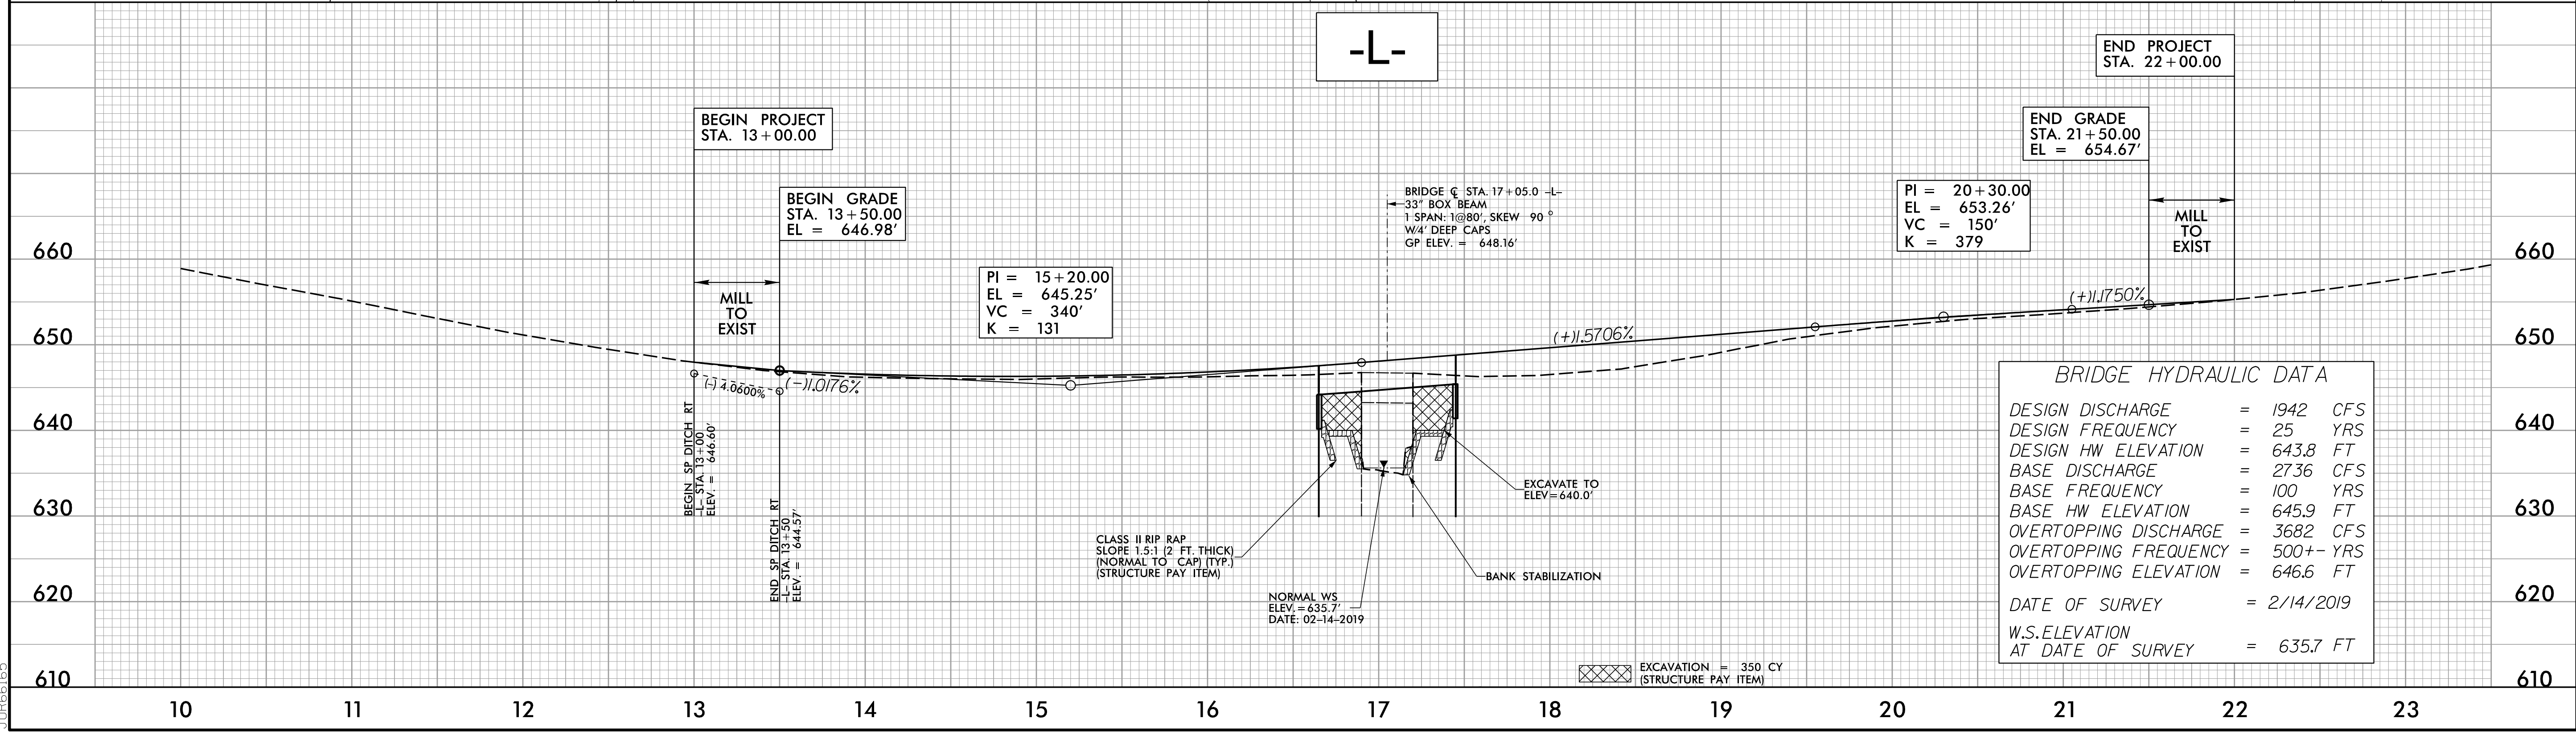 -L-
END PROJECT
STA. 22+00.00
BEGIN PROJECT
STA. 13+00.00
END GRADE
STA. 21+50.00
EL = 654.67'
BEGIN GRADE
STA. 13+50.00
EL = 646.98'
BRIDGE ℄ STA. 17+05.0 -L-
33" BOX BEAM
1 SPAN: 1@80', SKEW 90°
W/4' DEEP CAPS
GP ELEV. = 648.16'
PI = 20+30.00
EL = 653.26'
VC = 150'
K = 379
MILL
TO
EXIST
PI = 15+20.00
EL = 645.25'
VC = 340'
K = 131
MILL
TO
EXIST
660
650
640
630
620
610
660
650
640
630
620
610
(-) 4.0600%
(-)1.0176%
(+)1.5706%
(+)1.1750%
BEGIN SP DITCH RT
-L- STA 13+00
ELEV. = 646.60'
END SP DITCH RT
-L- STA. 13+50
ELEV. = 644.57'
EXCAVATE TO
ELEV=640.0'
CLASS II RIP RAP
SLOPE 1.5:1 (2 FT. THICK)
(NORMAL TO CAP) (TYP.)
(STRUCTURE PAY ITEM)
BANK STABILIZATION
NORMAL WS
ELEV.=635.7'
DATE: 02-14-2019
EXCAVATION = 350 CY
(STRUCTURE PAY ITEM)
BRIDGE HYDRAULIC DATA
DESIGN DISCHARGE = 1942 CFS
DESIGN FREQUENCY = 25 YRS
DESIGN HW ELEVATION = 643.8 FT
BASE DISCHARGE = 2736 CFS
BASE FREQUENCY = 100 YRS
BASE HW ELEVATION = 645.9 FT
OVERTOPPING DISCHARGE = 3682 CFS
OVERTOPPING FREQUENCY = 500+- YRS
OVERTOPPING ELEVATION = 646.6 FT
DATE OF SURVEY = 2/14/2019
W.S.ELEVATION
AT DATE OF SURVEY = 635.7 FT
10 11 12 13 14 15 16 17 18 19 20 21 22 23